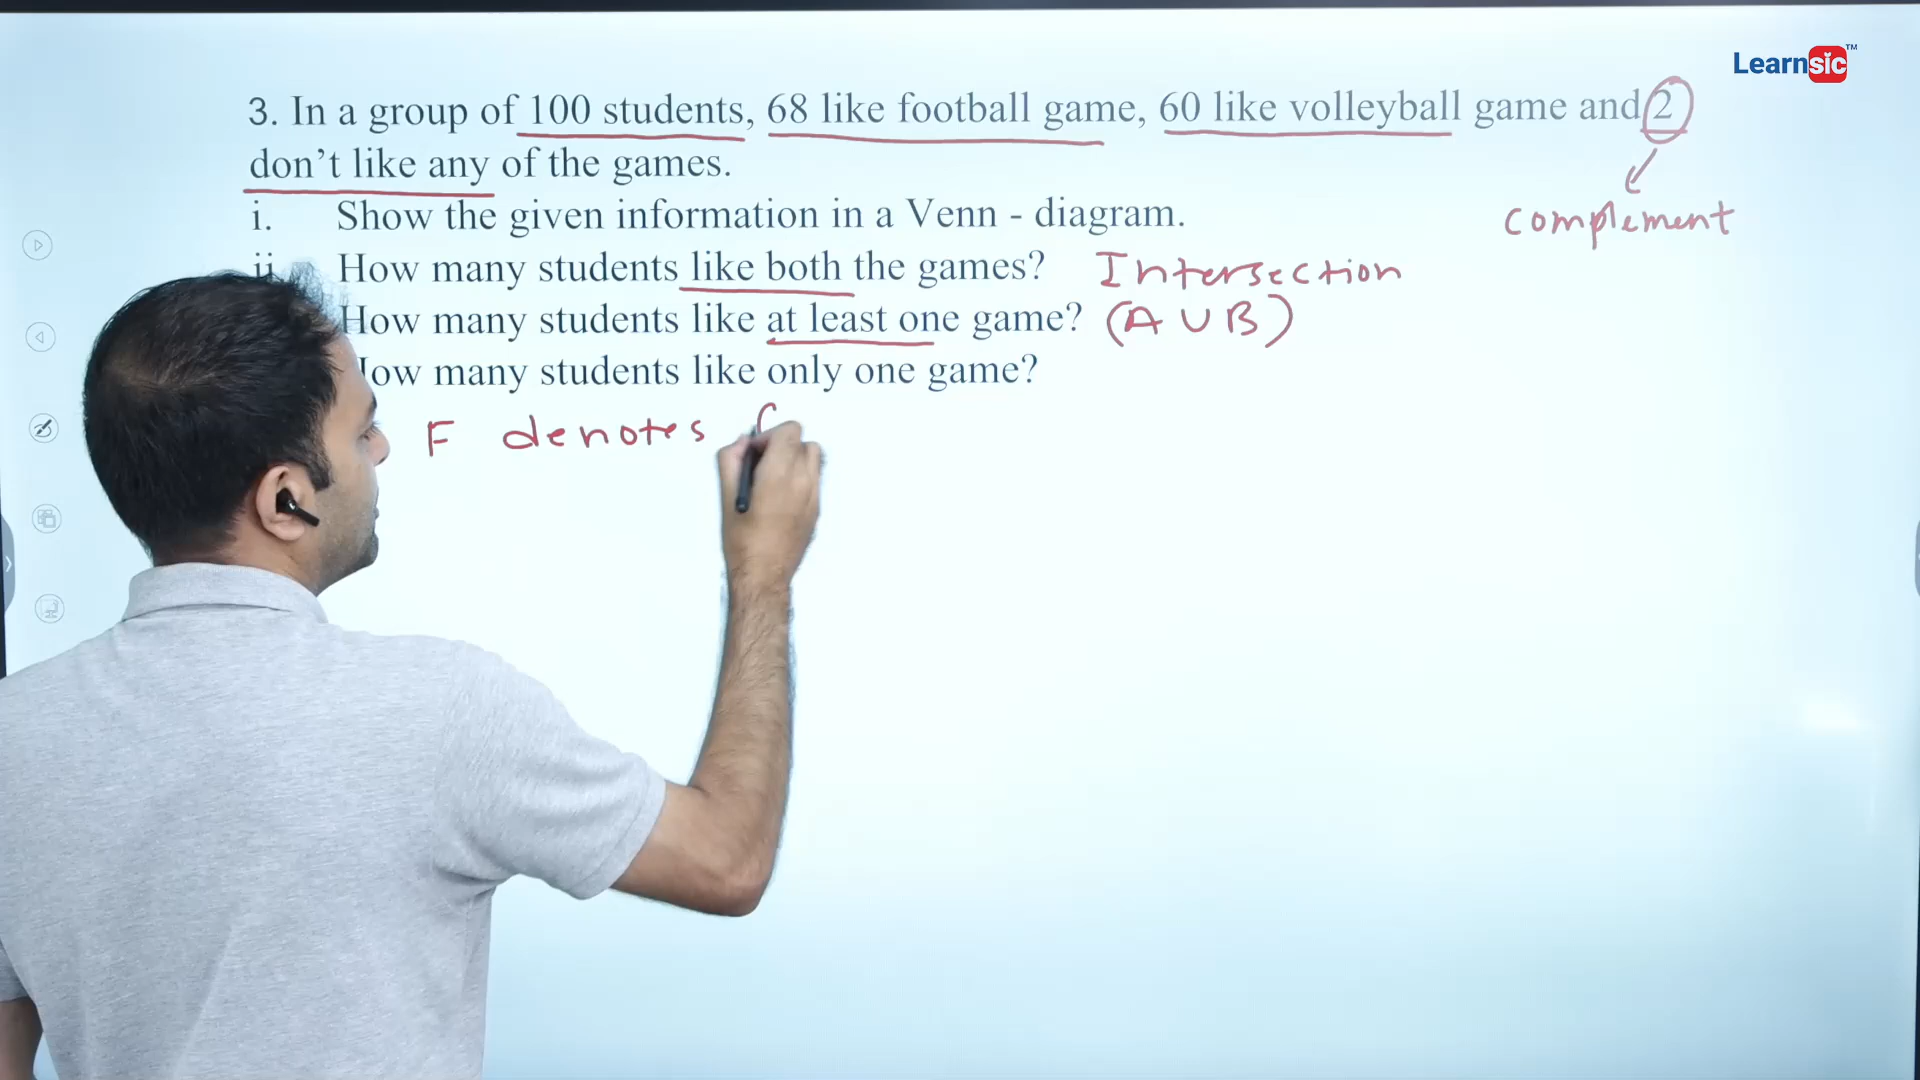 Learnsic™
3. In a group of 100 students, 68 like football game, 60 like volleyball game and 2
don't like any of the games.
complement
i. Show the given information in a Venn - diagram.
ii. How many students like both the games? Intersection
How many students like at least one game? (A ∪ B)
How many students like only one game?
F denotes f